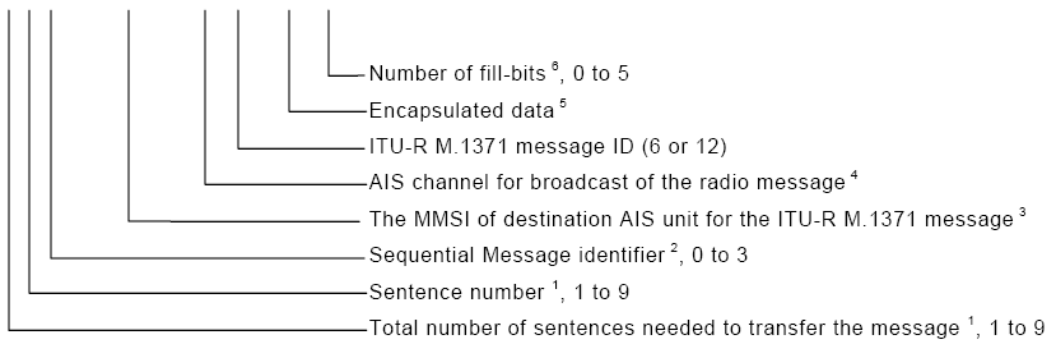 Number of fill-bits ⁶, 0 to 5
Encapsulated data ⁵
ITU-R M.1371 message ID (6 or 12)
AIS channel for broadcast of the radio message ⁴
The MMSI of destination AIS unit for the ITU-R M.1371 message ³
Sequential Message identifier ², 0 to 3
Sentence number ¹, 1 to 9
Total number of sentences needed to transfer the message ¹, 1 to 9